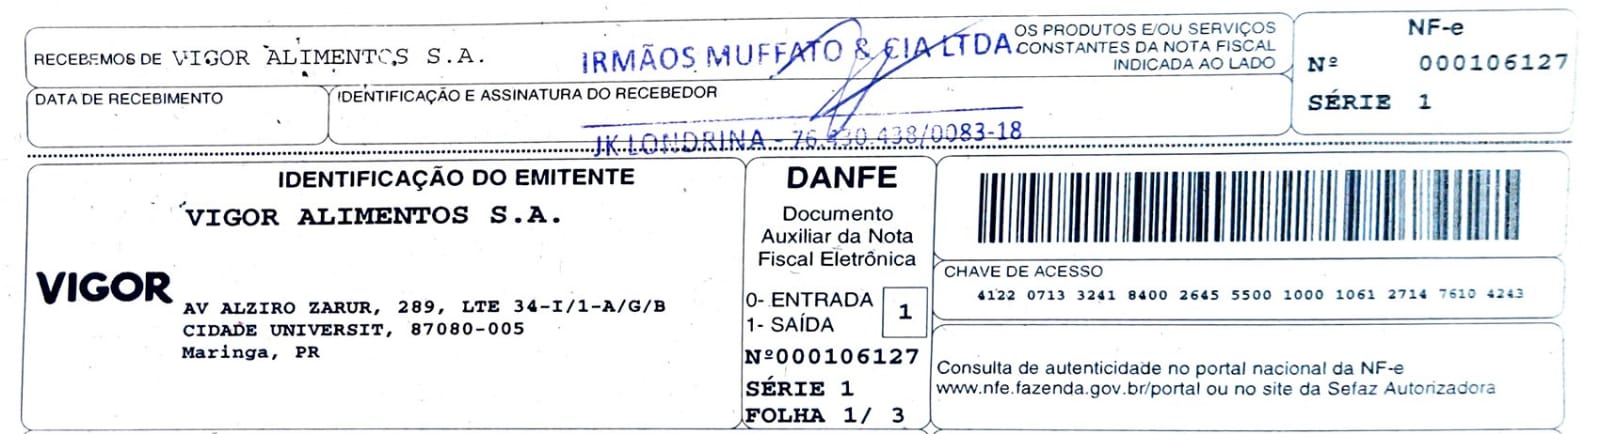 RECEBEMOS DE VIGOR ALIMENTOS S.A.
IRMÃOS MUFFATO & CIA LTDA
OS PRODUTOS E/OU SERVIÇOS
CONSTANTES DA NOTA FISCAL
INDICADA AO LADO
NF-e
Nº 000106127
SÉRIE 1
DATA DE RECEBIMENTO
IDENTIFICAÇÃO E ASSINATURA DO RECEBEDOR
JK LONDRINA - 76.430.438/0083-18
IDENTIFICAÇÃO DO EMITENTE
VIGOR ALIMENTOS S.A.
VIGOR
AV ALZIRO ZARUR, 289, LTE 34-I/1-A/G/B
CIDADE UNIVERSIT, 87080-005
Maringa, PR
DANFE
Documento
Auxiliar da Nota
Fiscal Eletrônica
0- ENTRADA
1- SAÍDA
1
Nº000106127
SÉRIE 1
FOLHA 1/ 3
CHAVE DE ACESSO
4122 0713 3241 8400 2645 5500 1000 1061 2714 7610 4243
Consulta de autenticidade no portal nacional da NF-e
www.nfe.fazenda.gov.br/portal ou no site da Sefaz Autorizadora